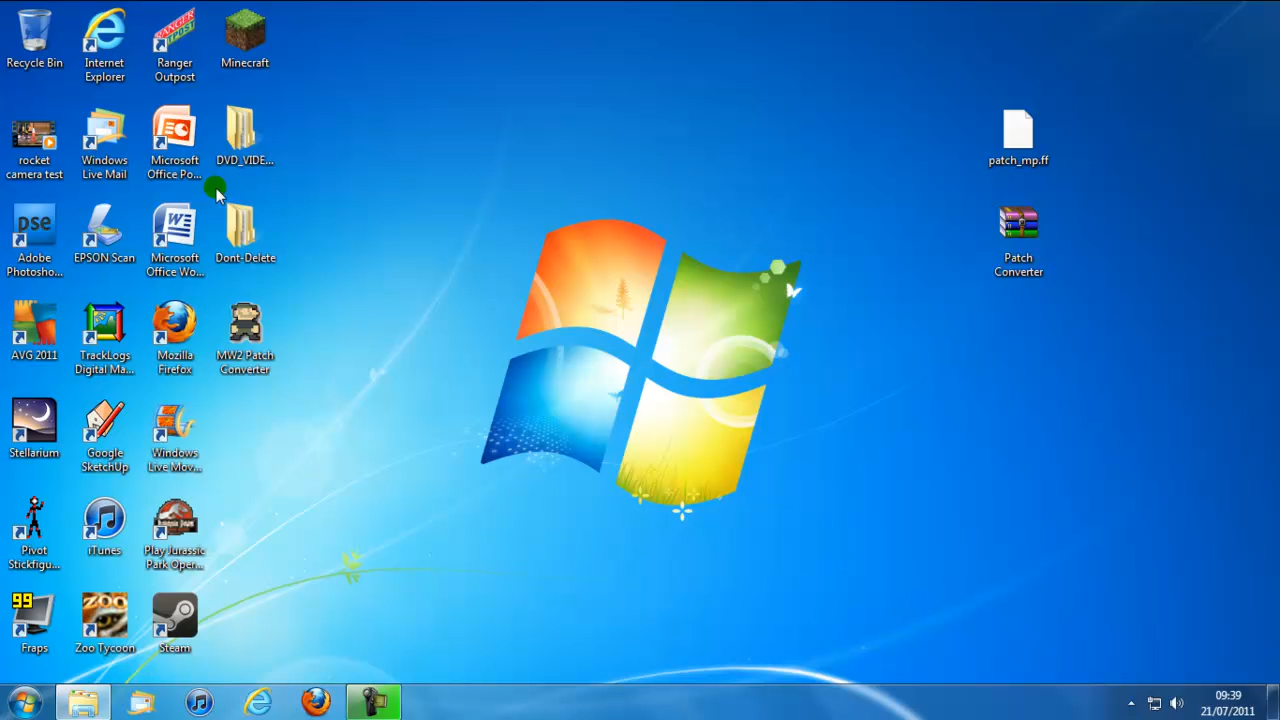 Recycle Bin
Internet
Explorer
RANGER
OUTPOST
Ranger
Outpost
Minecraft
rocket
camera test
Windows
Live Mail
Microsoft
Office Po...
DVD_VIDE...
pse
Adobe
Photosho...
EPSON Scan
Microsoft
Office Wo...
Dont-Delete
AVG 2011
TrackLogs
Digital Ma...
Mozilla
Firefox
MW2 Patch
Converter
Stellarium
Google
SketchUp
Windows
Live Mov...
Pivot
Stickfigu...
iTunes
Play Jurassic
Park Oper...
99
Fraps
ZOO
Zoo Tycoon
Steam
patch_mp.ff
Patch
Converter
09:39
21/07/2011